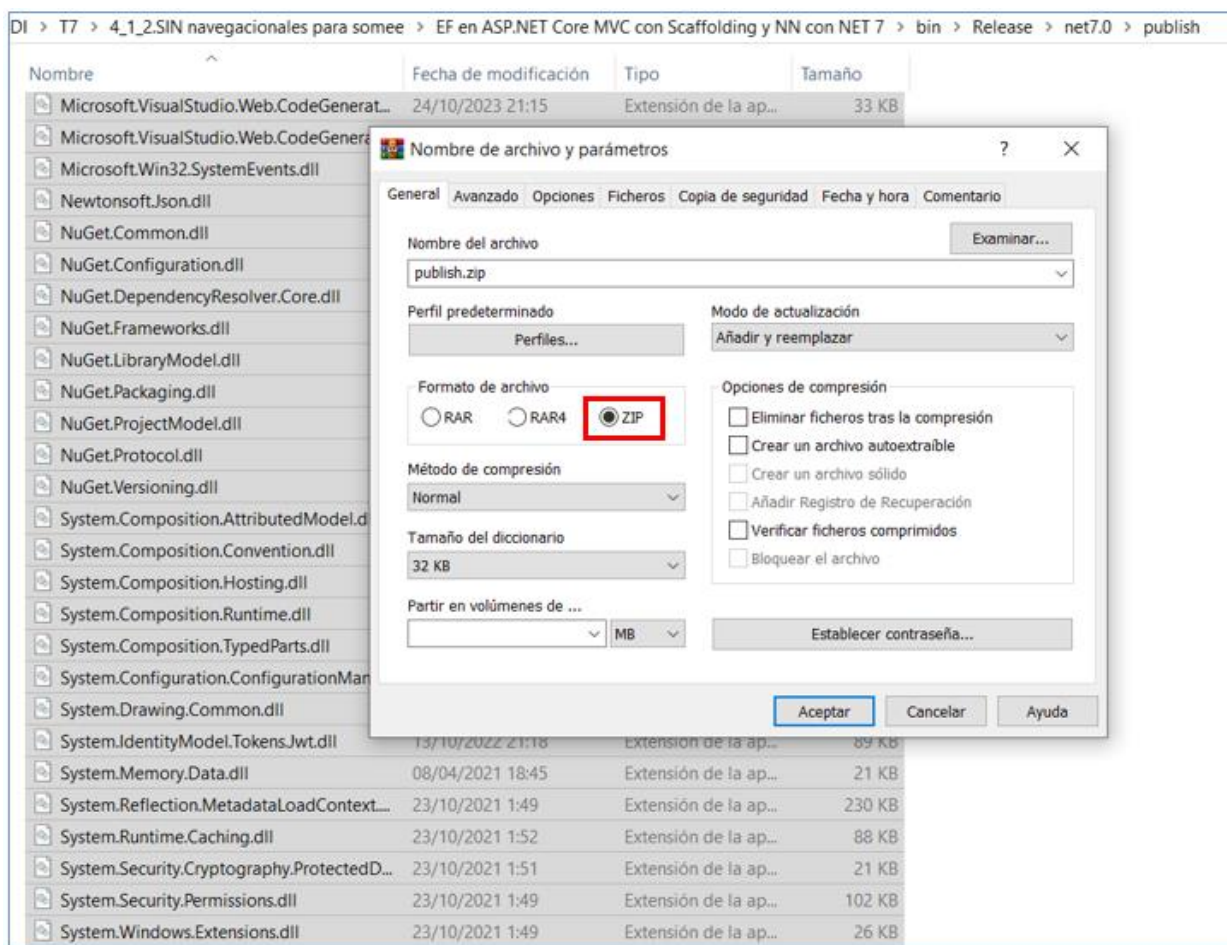 DI > T7 > 4_1_2.SIN navegacionales para somee > EF en ASP.NET Core MVC con Scaffolding y NN con NET 7 > bin > Release > net7.0 > publish
Nombre Fecha de modificación Tipo Tamaño
Microsoft.VisualStudio.Web.CodeGenerat... 24/10/2023 21:15 Extensión de la ap... 33 KB
Microsoft.VisualStudio.Web.CodeGenera
Microsoft.Win32.SystemEvents.dll
Newtonsoft.Json.dll
NuGet.Common.dll
NuGet.Configuration.dll
NuGet.DependencyResolver.Core.dll
NuGet.Frameworks.dll
NuGet.LibraryModel.dll
NuGet.Packaging.dll
NuGet.ProjectModel.dll
NuGet.Protocol.dll
NuGet.Versioning.dll
System.Composition.AttributedModel.d
System.Composition.Convention.dll
System.Composition.Hosting.dll
System.Composition.Runtime.dll
System.Composition.TypedParts.dll
System.Configuration.ConfigurationMan
System.Drawing.Common.dll
System.IdentityModel.Tokens.Jwt.dll 13/10/2022 21:18 Extensión de la ap... 89 KB
System.Memory.Data.dll 08/04/2021 18:45 Extensión de la ap... 21 KB
System.Reflection.MetadataLoadContext.... 23/10/2021 1:49 Extensión de la ap... 230 KB
System.Runtime.Caching.dll 23/10/2021 1:52 Extensión de la ap... 88 KB
System.Security.Cryptography.ProtectedD... 23/10/2021 1:51 Extensión de la ap... 21 KB
System.Security.Permissions.dll 23/10/2021 1:49 Extensión de la ap... 102 KB
System.Windows.Extensions.dll 23/10/2021 1:49 Extensión de la ap... 26 KB
Nombre de archivo y parámetros ?
General Avanzado Opciones Ficheros Copia de seguridad Fecha y hora Comentario
Nombre del archivo Examinar...
publish.zip
Perfil predeterminado Modo de actualización
Perfiles... Añadir y reemplazar
Formato de archivo
RAR RAR4 ZIP
Método de compresión
Normal
Tamaño del diccionario
32 KB
Partir en volúmenes de ...
MB
Opciones de compresión
Eliminar ficheros tras la compresión
Crear un archivo autoextraíble
Crear un archivo sólido
Añadir Registro de Recuperación
Verificar ficheros comprimidos
Bloquear el archivo
Establecer contraseña...
Aceptar Cancelar Ayuda